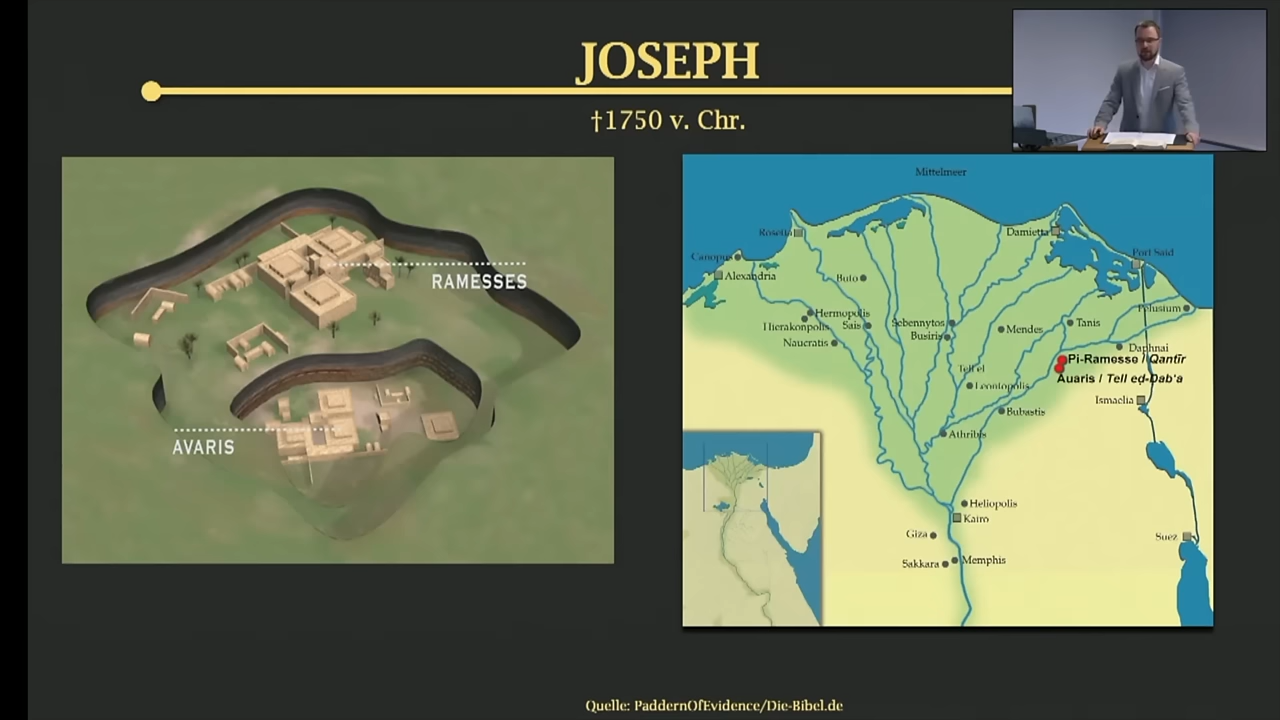 JOSEPH
†1750 v. Chr.
RAMESSES
AVARIS
Mittelmeer
Rosetta
Damietta
Port Said
Canopus
Alexandria
Buto
Pelusium
Hermopolis
Hierakonpolis
Sais
Sebennytos
Busiris
Mendes
Tanis
Naucratis
Daphnai
Pi-Ramesse / Qantīr
Tell el
Auaris / Tell eḍ-Dab'a
Leontopolis
Ismaelia
Bubastis
Athribis
Heliopolis
Kairo
Giza
Suez
Sakkara
Memphis
Quelle: PaddernOfEvidence/Die-Bibel.de